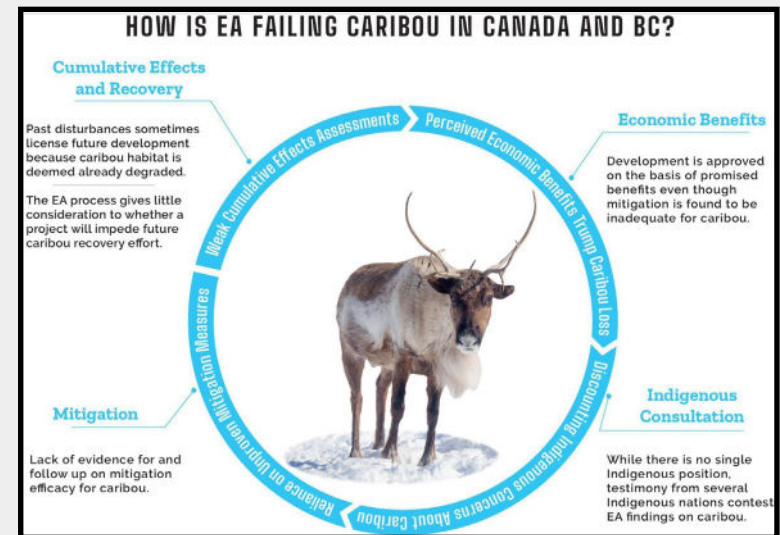 HOW IS EA FAILING CARIBOU IN CANADA AND BC?
Cumulative Effects
and Recovery
Past disturbances sometimes
license future development
because caribou habitat is
deemed already degraded.
The EA process gives little
consideration to whether a
project will impede future
caribou recovery effort.
Weak Cumulative Effects Assessments
Perceived Economic Benefits Trump Caribou Loss
Economic Benefits
Development is approved
on the basis of promised
benefits even though
mitigation is found to be
inadequate for caribou.
Discounting Indigenous Concerns About Caribou
Indigenous
Consultation
While there is no single
Indigenous position,
testimony from several
Indigenous nations contest
EA findings on caribou.
Reliance on Unproven Mitigation Measures
Mitigation
Lack of evidence for and
follow up on mitigation
efficacy for caribou.